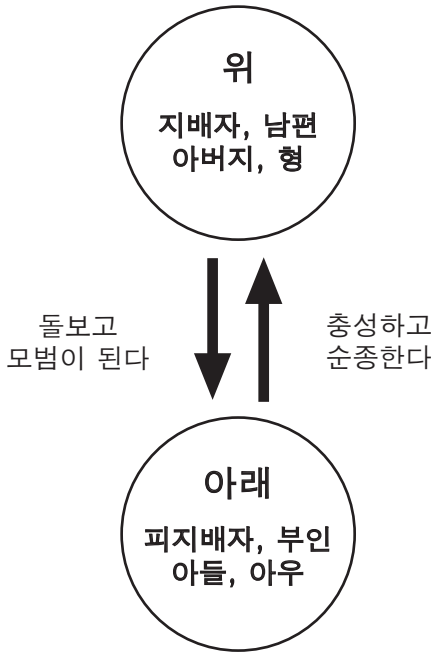 위
지배자, 남편
아버지, 형
돌보고
모범이 된다
충성하고
순종한다
아래
피지배자, 부인
아들, 아우